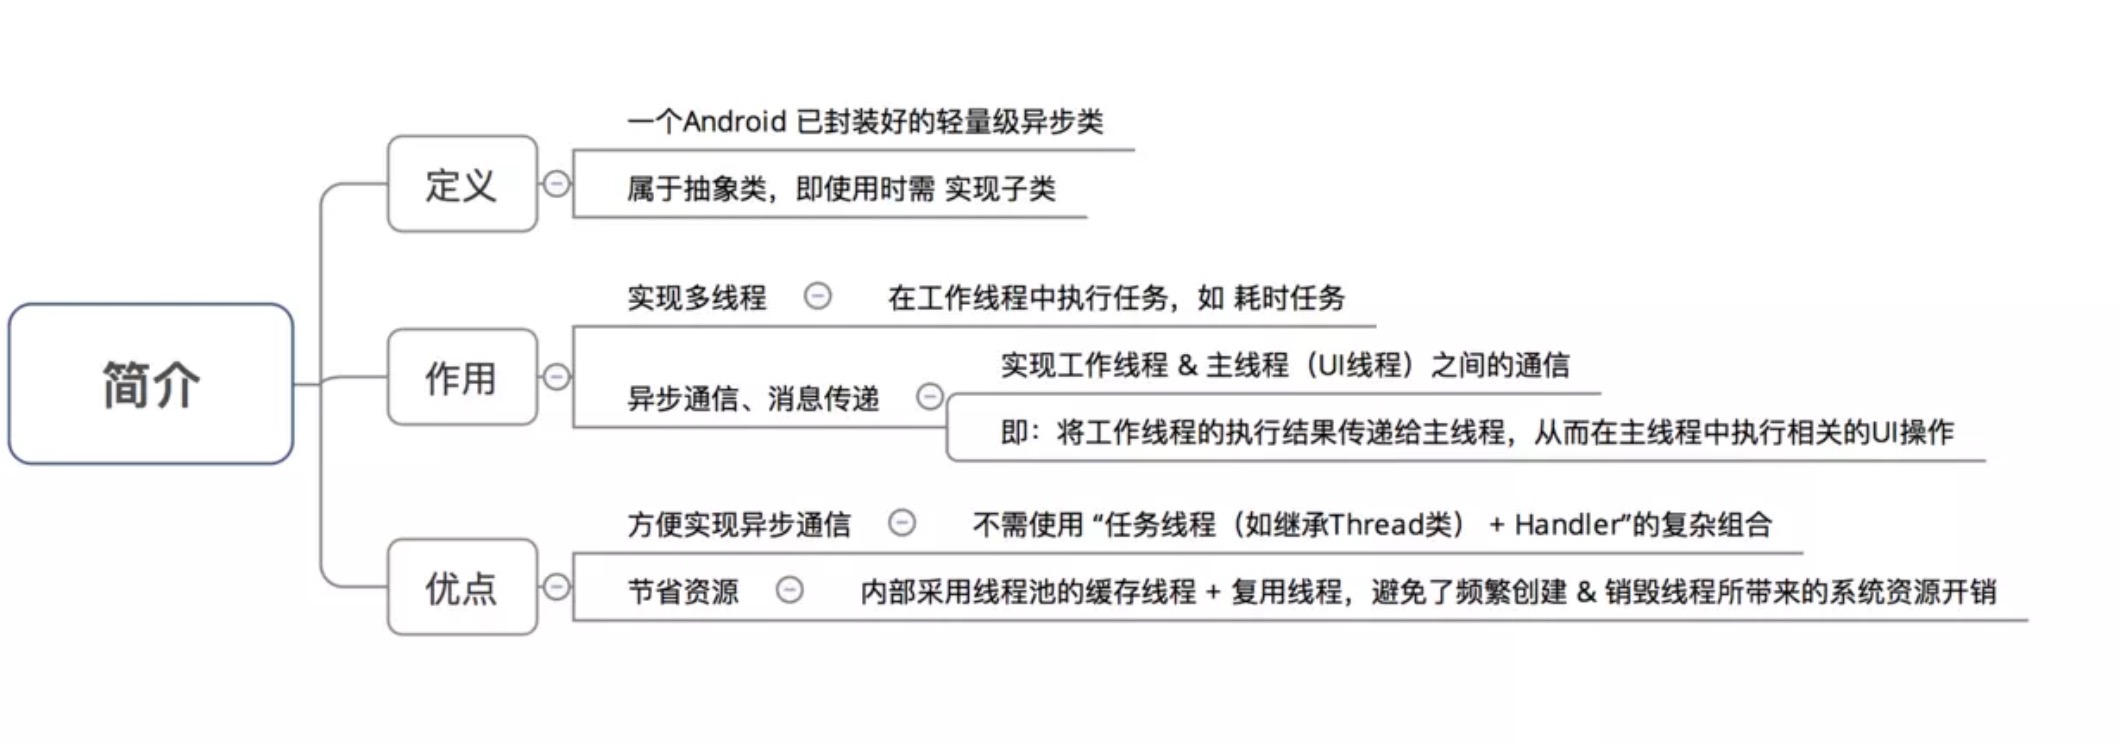 简介
定义
一个Android 已封装好的轻量级异步类
属于抽象类，即使用时需 实现子类
作用
实现多线程
在工作线程中执行任务，如 耗时任务
异步通信、消息传递
实现工作线程 & 主线程（UI线程）之间的通信
即：将工作线程的执行结果传递给主线程，从而在主线程中执行相关的UI操作
优点
方便实现异步通信
不需使用 “任务线程（如继承Thread类） + Handler”的复杂组合
节省资源
内部采用线程池的缓存线程 + 复用线程，避免了频繁创建 & 销毁线程所带来的系统资源开销